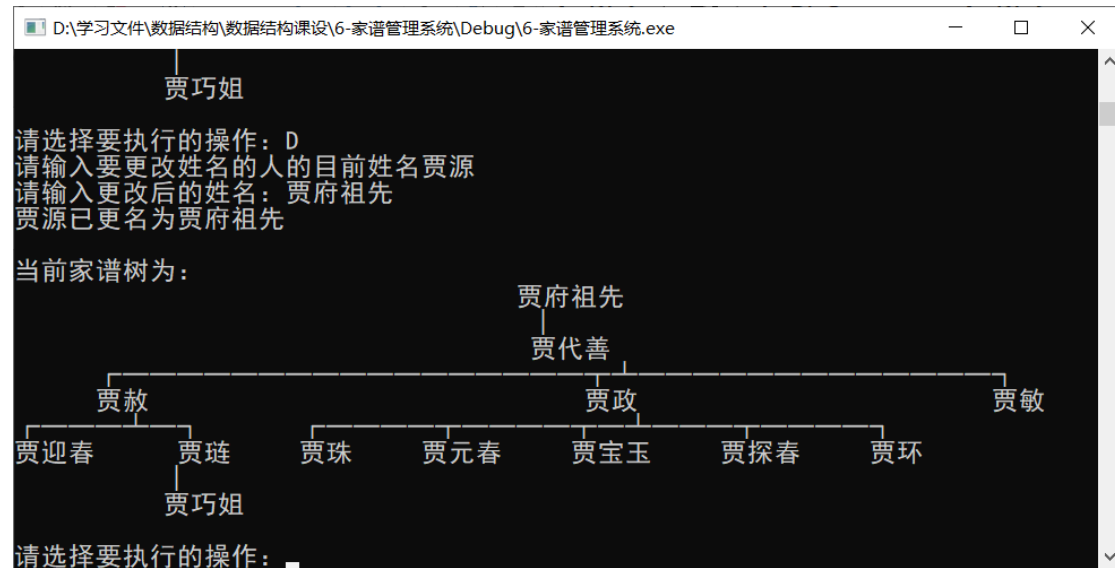 D:\学习文件\数据结构\数据结构课设\6-家谱管理系统\Debug\6-家谱管理系统.exe
贾巧姐
请选择要执行的操作：D
请输入要更改姓名的人的目前姓名贾源
请输入更改后的姓名：贾府祖先
贾源已更名为贾府祖先
当前家谱树为：
贾府祖先
贾代善
贾赦 贾政 贾敏
贾迎春 贾琏 贾珠 贾元春 贾宝玉 贾探春 贾环
贾巧姐
请选择要执行的操作：